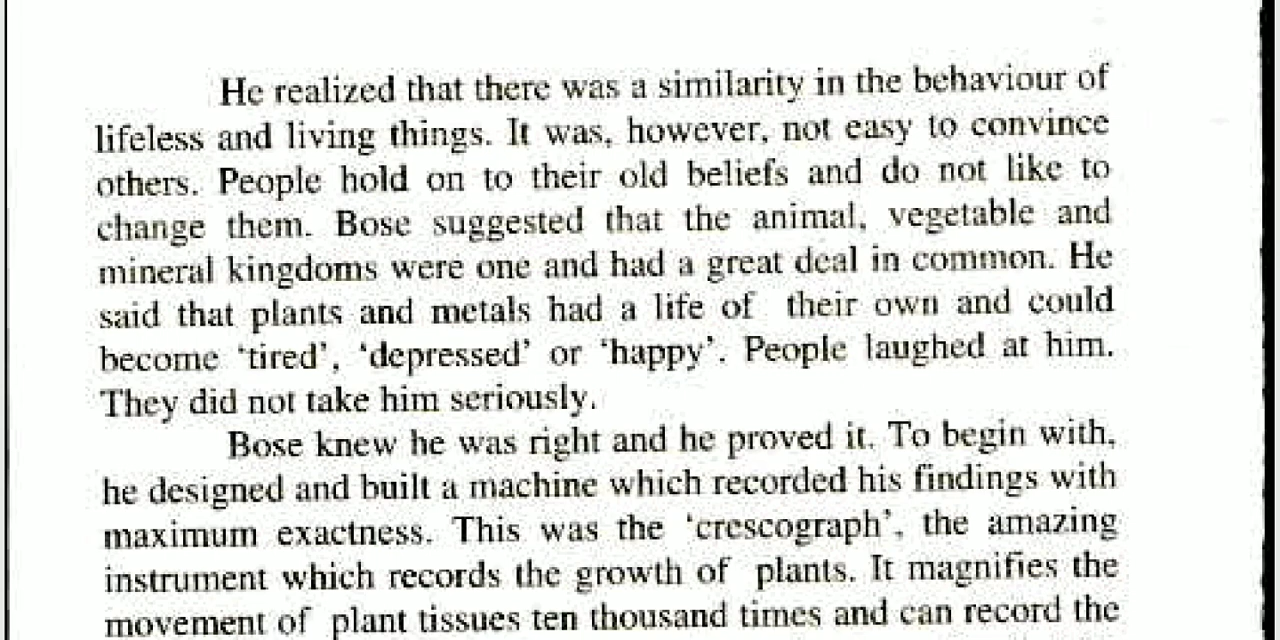 He realized that there was a similarity in the behaviour of
lifeless and living things. It was, however, not easy to convince
others. People hold on to their old beliefs and do not like to
change them. Bose suggested that the animal, vegetable and
mineral kingdoms were one and had a great deal in common. He
said that plants and metals had a life of their own and could
become ‘tired’, ‘depressed’ or ‘happy’. People laughed at him.
They did not take him seriously.
Bose knew he was right and he proved it. To begin with,
he designed and built a machine which recorded his findings with
maximum exactness. This was the ‘crescograph’, the amazing
instrument which records the growth of plants. It magnifies the
movement of plant tissues ten thousand times and can record the